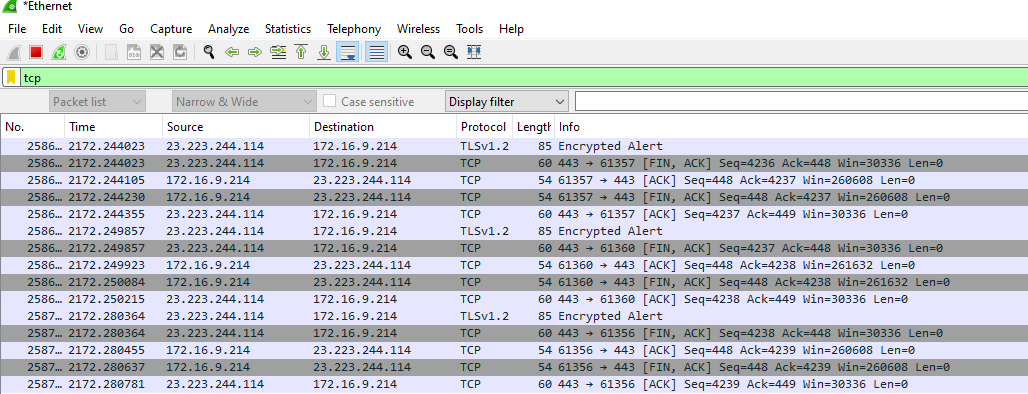 *Ethernet
File Edit View Go Capture Analyze Statistics Telephony Wireless Tools Help
tcp
Packet list Narrow & Wide Case sensitive Display filter
No. Time Source Destination Protocol Length Info
2586… 2172.244023 23.223.244.114 172.16.9.214 TLSv1.2 85 Encrypted Alert
2586… 2172.244023 23.223.244.114 172.16.9.214 TCP 60 443 → 61357 [FIN, ACK] Seq=4236 Ack=448 Win=30336 Len=0
2586… 2172.244105 172.16.9.214 23.223.244.114 TCP 54 61357 → 443 [ACK] Seq=448 Ack=4237 Win=260608 Len=0
2586… 2172.244230 172.16.9.214 23.223.244.114 TCP 54 61357 → 443 [FIN, ACK] Seq=448 Ack=4237 Win=260608 Len=0
2586… 2172.244355 23.223.244.114 172.16.9.214 TCP 60 443 → 61357 [ACK] Seq=4237 Ack=449 Win=30336 Len=0
2586… 2172.249857 23.223.244.114 172.16.9.214 TLSv1.2 85 Encrypted Alert
2586… 2172.249857 23.223.244.114 172.16.9.214 TCP 60 443 → 61360 [FIN, ACK] Seq=4237 Ack=448 Win=30336 Len=0
2586… 2172.249923 172.16.9.214 23.223.244.114 TCP 54 61360 → 443 [ACK] Seq=448 Ack=4238 Win=261632 Len=0
2586… 2172.250084 172.16.9.214 23.223.244.114 TCP 54 61360 → 443 [FIN, ACK] Seq=448 Ack=4238 Win=261632 Len=0
2586… 2172.250215 23.223.244.114 172.16.9.214 TCP 60 443 → 61360 [ACK] Seq=4238 Ack=449 Win=30336 Len=0
2587… 2172.280364 23.223.244.114 172.16.9.214 TLSv1.2 85 Encrypted Alert
2587… 2172.280364 23.223.244.114 172.16.9.214 TCP 60 443 → 61356 [FIN, ACK] Seq=4238 Ack=448 Win=30336 Len=0
2587… 2172.280455 172.16.9.214 23.223.244.114 TCP 54 61356 → 443 [ACK] Seq=448 Ack=4239 Win=260608 Len=0
2587… 2172.280637 172.16.9.214 23.223.244.114 TCP 54 61356 → 443 [FIN, ACK] Seq=448 Ack=4239 Win=260608 Len=0
2587… 2172.280781 23.223.244.114 172.16.9.214 TCP 60 443 → 61356 [ACK] Seq=4239 Ack=449 Win=30336 Len=0